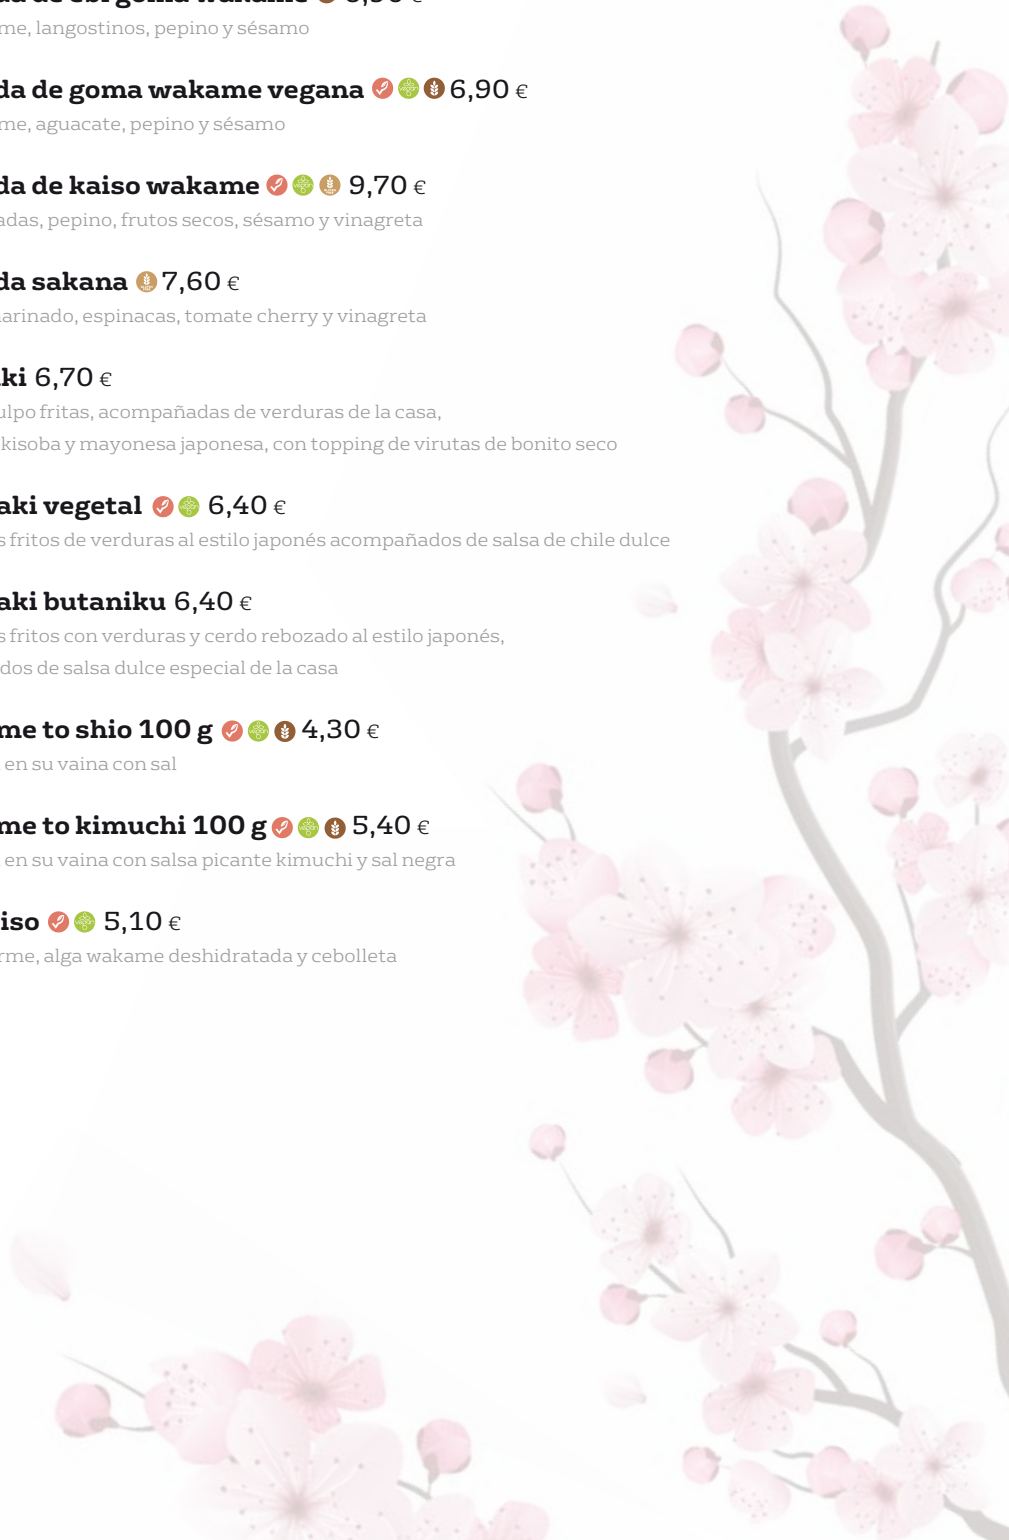 da de ebi goma wakame
me, langostinos, pepino y sésamo
da de goma wakame vegana 6,90 €
me, aguacate, pepino y sésamo
da de kaiso wakame 9,70 €
adas, pepino, frutos secos, sésamo y vinagreta
da sakana 7,60 €
arinado, espinacas, tomate cherry y vinagreta
ki 6,70 €
ulpo fritas, acompañadas de verduras de la casa,
kisoba y mayonesa japonesa, con topping de virutas de bonito seco
aki vegetal 6,40 €
s fritos de verduras al estilo japonés acompañados de salsa de chile dulce
aki butaniku 6,40 €
s fritos con verduras y cerdo rebozado al estilo japonés,
dos de salsa dulce especial de la casa
me to shio 100 g 4,30 €
en su vaina con sal
me to kimuchi 100 g 5,40 €
en su vaina con salsa picante kimuchi y sal negra
iso 5,10 €
rme, alga wakame deshidratada y cebolleta